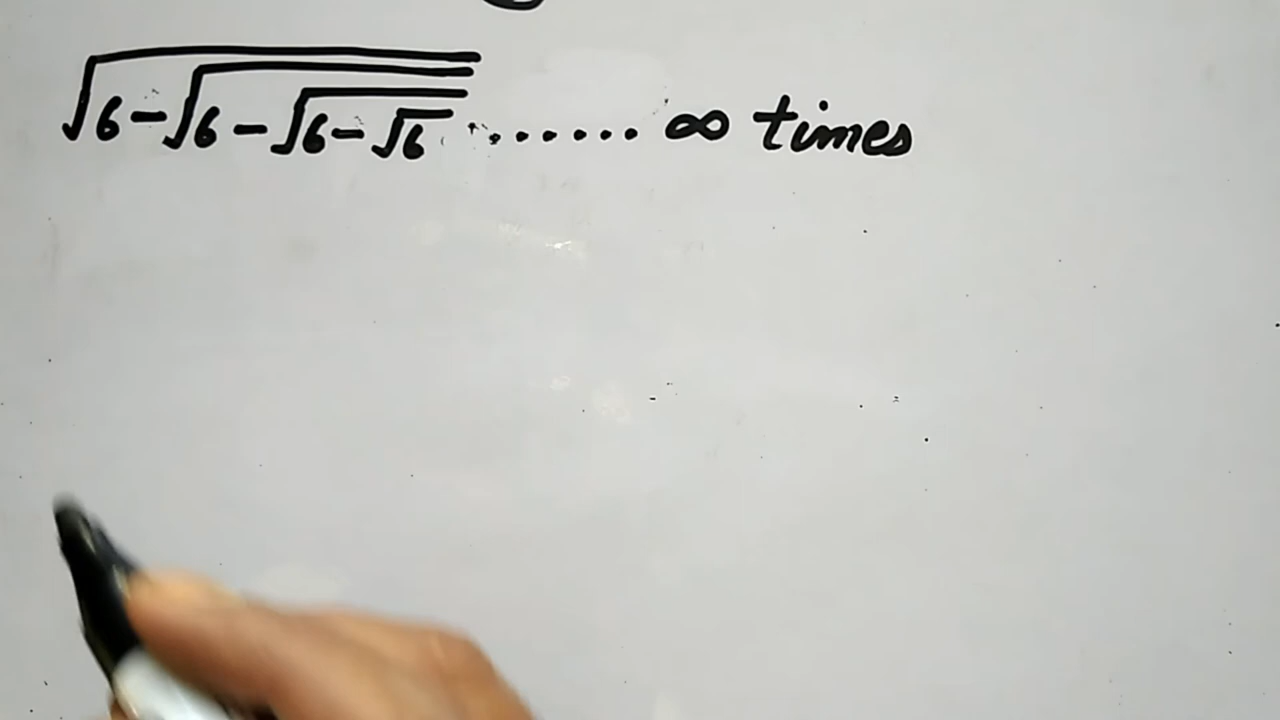 √6-√6-√6-√6 ....... ∞ times